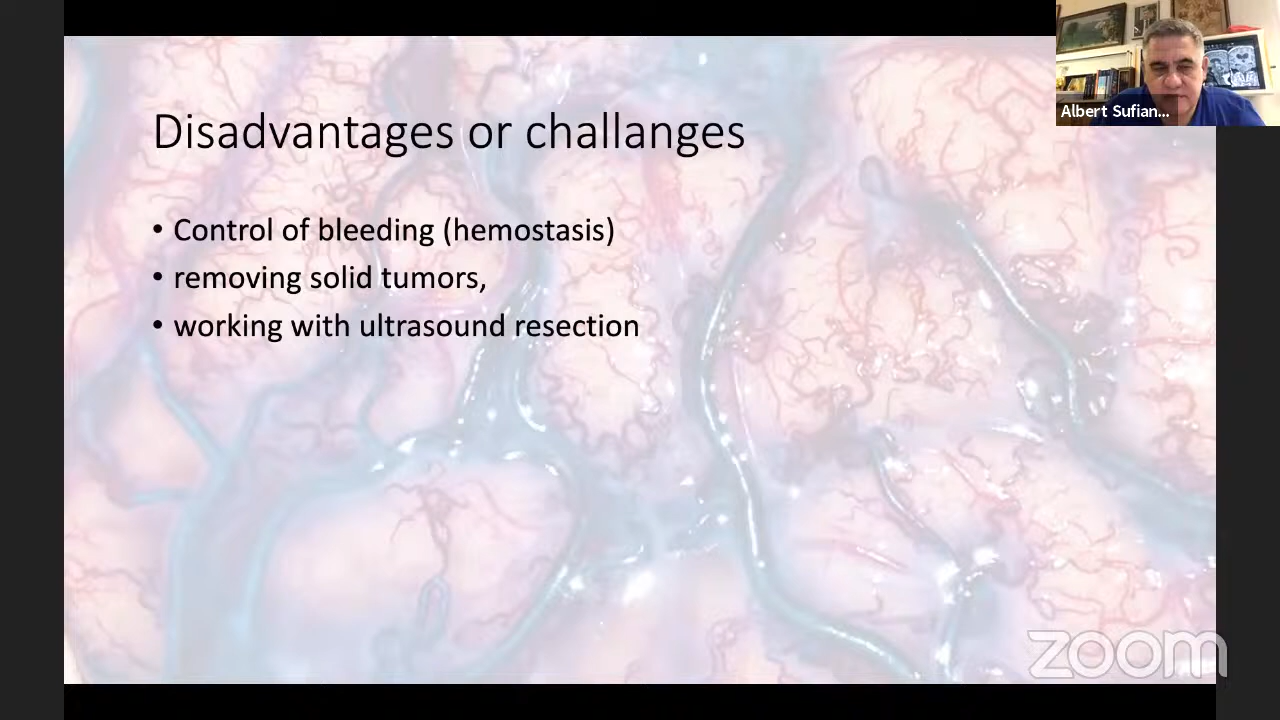 Albert Sufian...
Disadvantages or challanges
• Control of bleeding (hemostasis)
• removing solid tumors,
• working with ultrasound resection
zoom